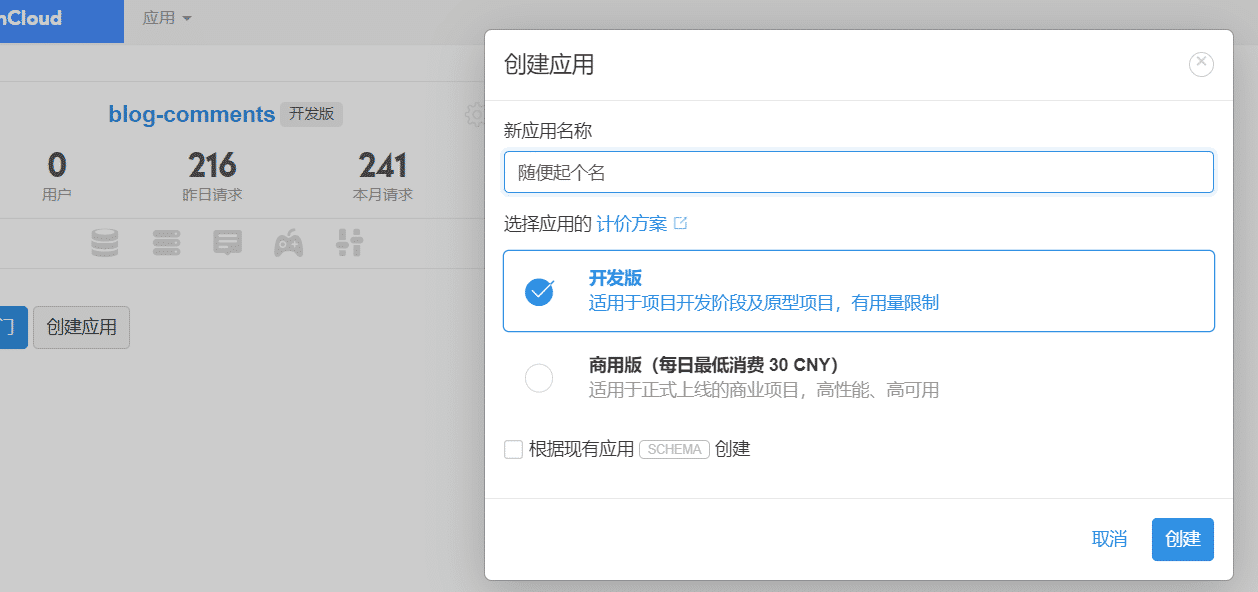 nCloud
应用
blog-comments 开发版
0
216
241
用户
昨日请求
本月请求
门
创建应用
创建应用
新应用名称
随便起个名
选择应用的 计价方案
开发版
适用于项目开发阶段及原型项目，有用量限制
商用版（每日最低消费 30 CNY）
适用于正式上线的商业项目，高性能、高可用
根据现有应用 SCHEMA 创建
取消
创建